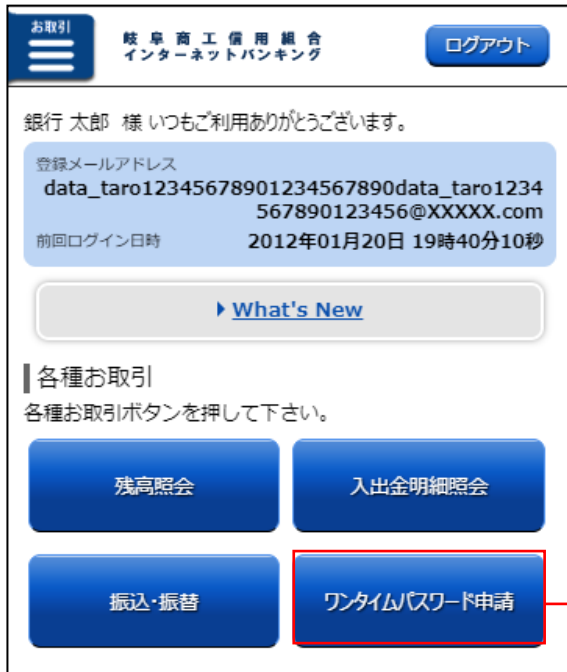 お取引
岐阜商工信用組合
インターネットバンキング
ログアウト
銀行 太郎 様 いつもご利用ありがとうございます。
登録メールアドレス
data_taro12345678901234567890data_taro1234
567890123456@XXXXX.com
前回ログイン日時 2012年01月20日 19時40分10秒
What's New
各種お取引
各種お取引ボタンを押して下さい。
残高照会 入出金明細照会
振込・振替 ワンタイムパスワード申請